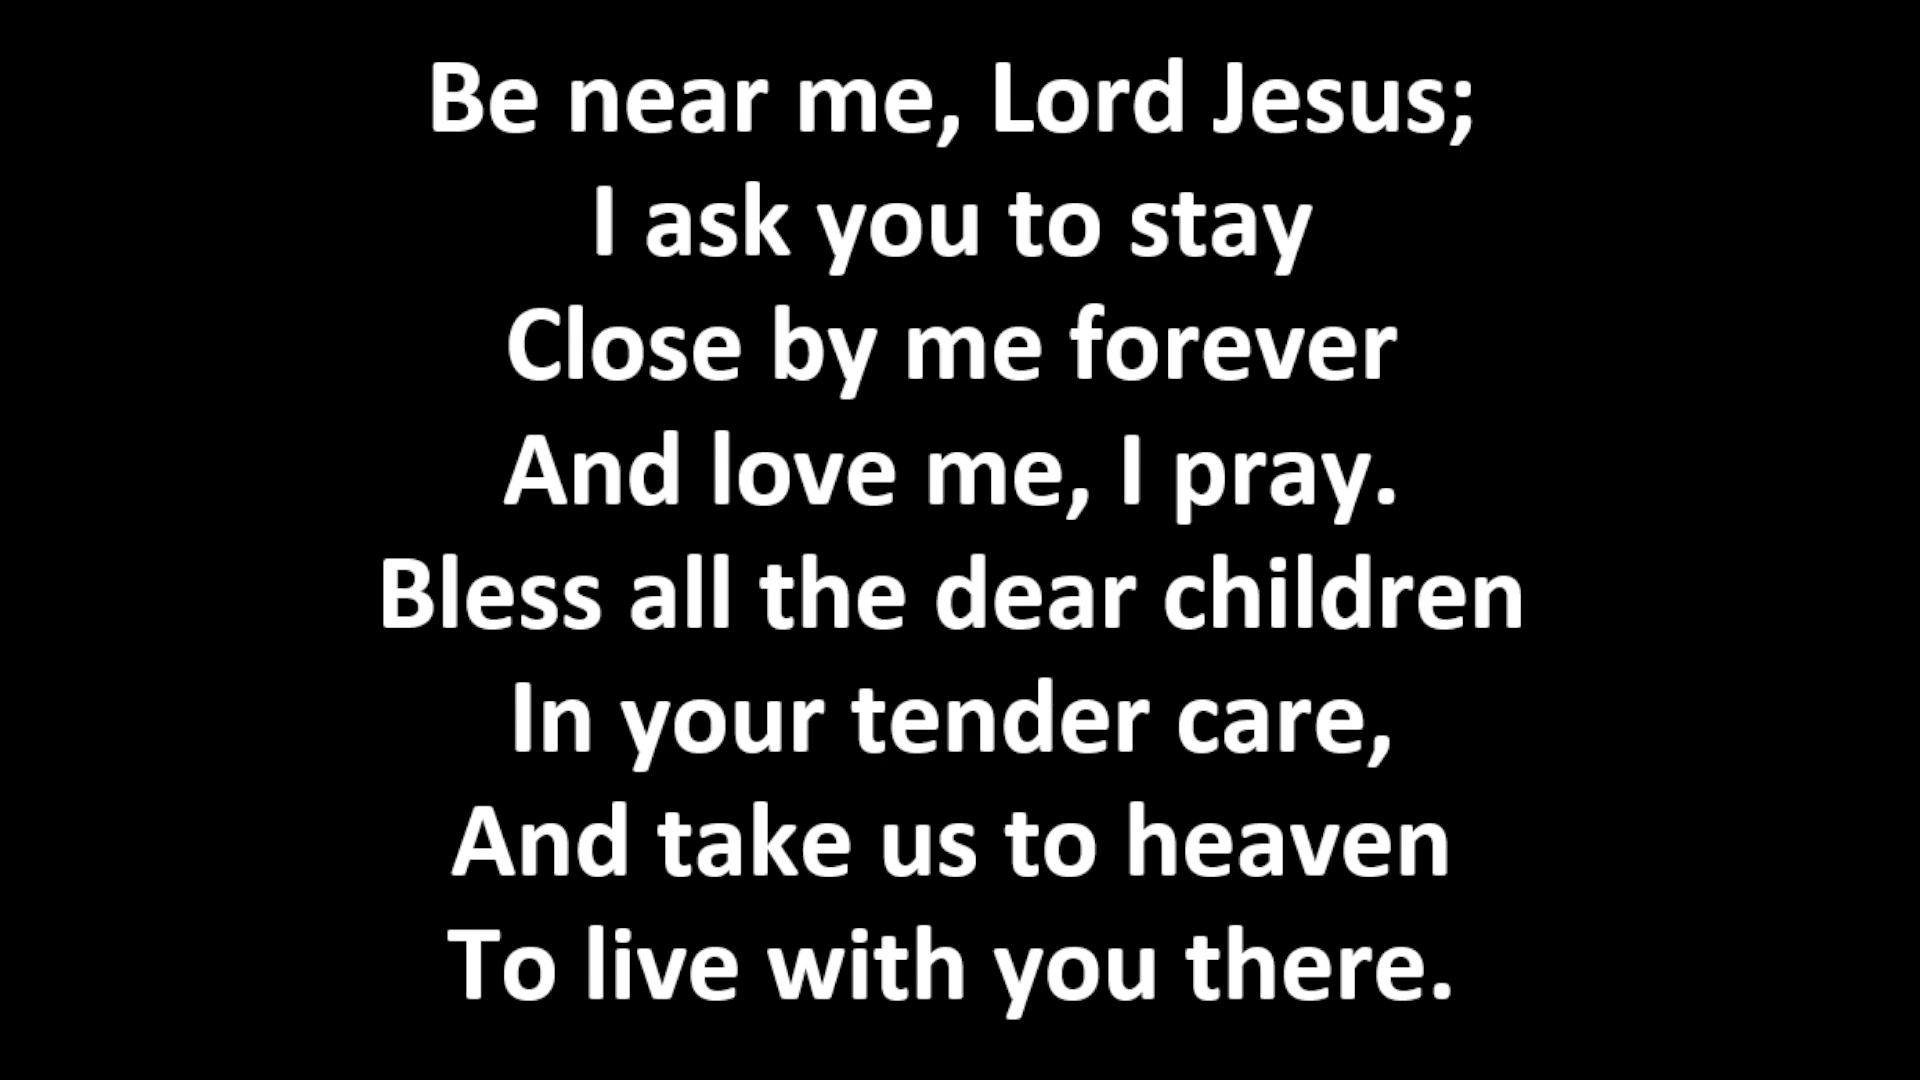 Be near me, Lord Jesus;
I ask you to stay
Close by me forever
And love me, I pray.
Bless all the dear children
In your tender care,
And take us to heaven
To live with you there.